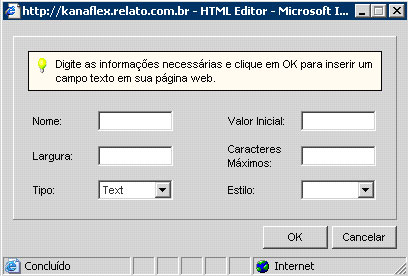 http://kanaflex.relato.com.br - HTML Editor - Microsoft I...
Digite as informações necessárias e clique em OK para inserir um
campo texto em sua página web.
Nome:
Valor Inicial:
Largura:
Caracteres
Máximos:
Tipo:
Text
Estilo:
OK
Cancelar
Concluído
Internet